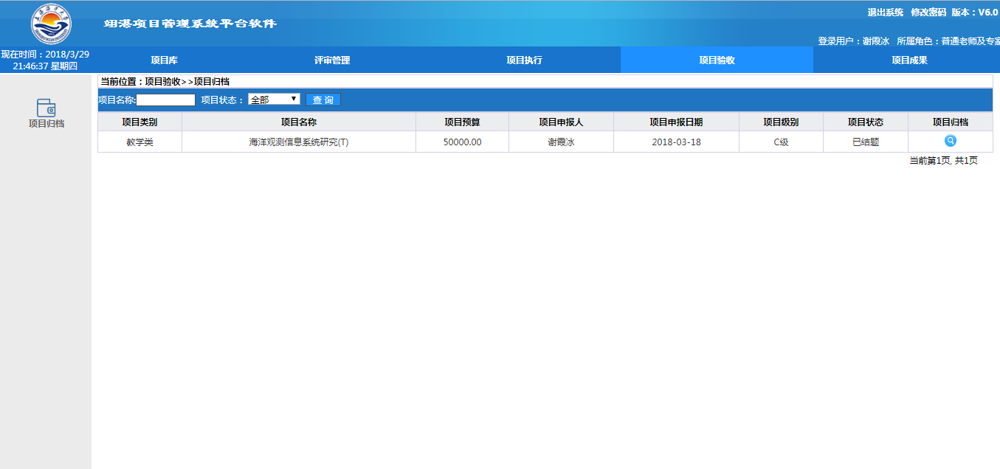 退出系统 修改密码 版本：V6.0
翊港项目管理系统平台软件
登录用户：谢霞冰 所属角色：普通老师及专家
现在时间：2018/3/29
21:46:37 星期四
项目库 评审管理 项目执行 项目验收 项目成果
当前位置：项目验收>>项目归档
项目名称: 项目状态： 全部 查 询
项目归档
项目类别 项目名称 项目预算 项目申报人 项目申报日期 项目级别 项目状态 项目归档
教学类 海洋观测信息系统研究(T) 50000.00 谢霞冰 2018-03-18 C级 已结题
当前第1页, 共1页